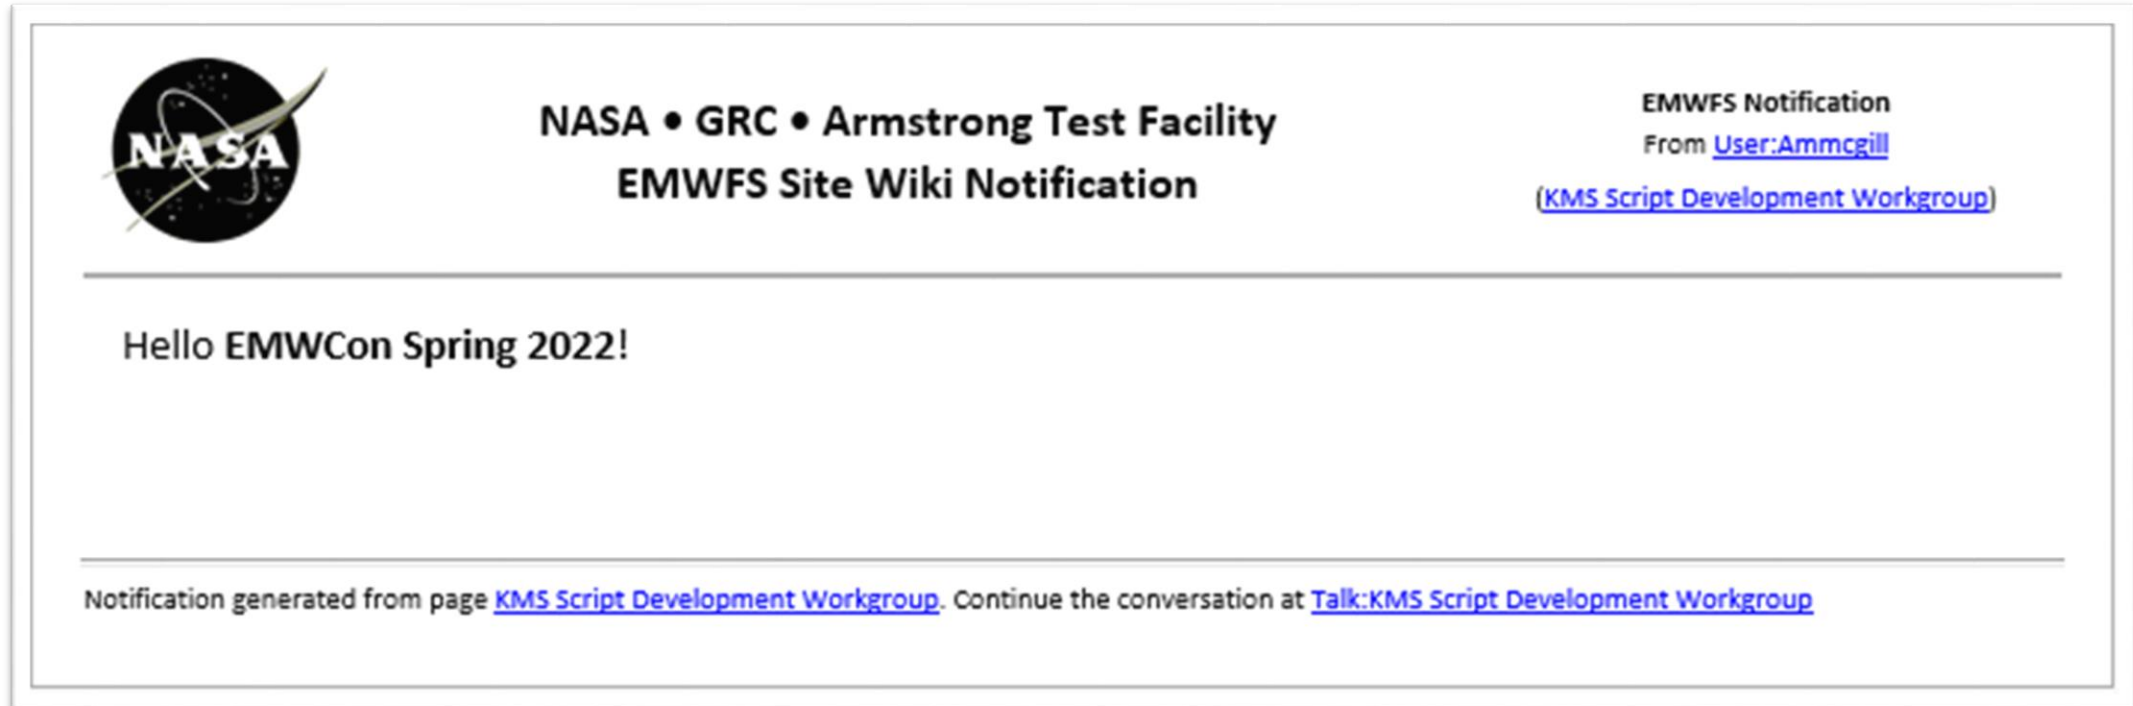 NASA
NASA • GRC • Armstrong Test Facility
EMWFS Site Wiki Notification
EMWFS Notification
From User:Ammcgill
(KMS Script Development Workgroup)
Hello EMWCon Spring 2022!
Notification generated from page KMS Script Development Workgroup. Continue the conversation at Talk:KMS Script Development Workgroup